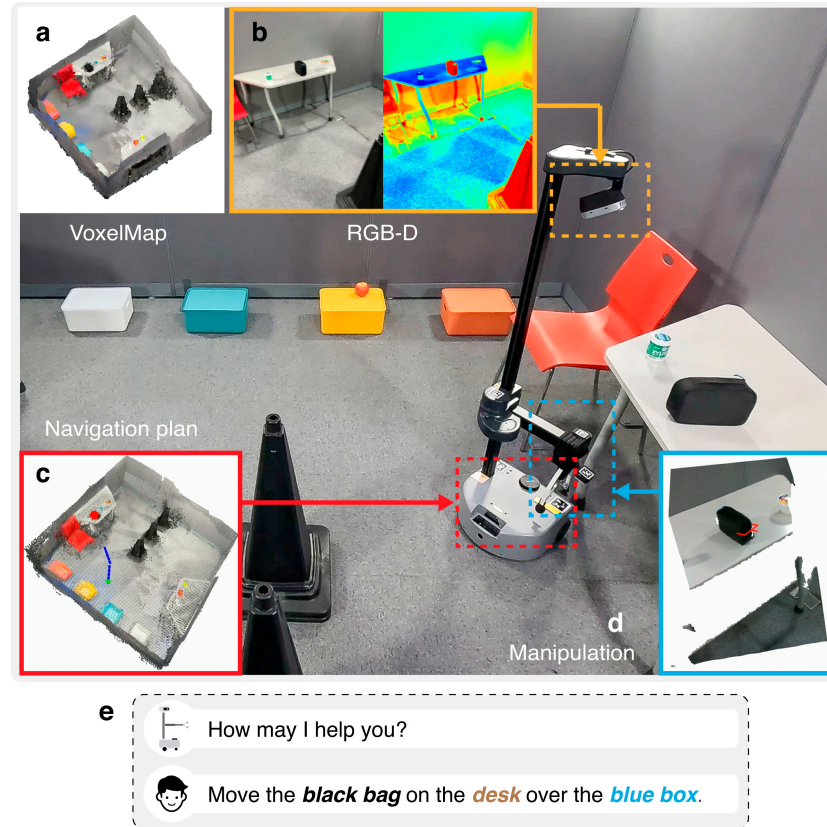 a
b
VoxelMap
RGB-D
Navigation plan
c
d
Manipulation
e
How may I help you?
Move the black bag on the desk over the blue box.